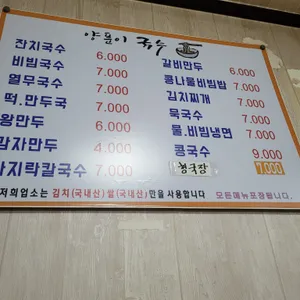 양푼이 국수
잔치국수 6.000
비빔국수 6.000
열무국수 7.000
떡.만두국 7.000
왕만두 6.000
감자만두 4.000
바지락칼국수 7.000
갈비만두 6.000
콩나물비빔밥 7.000
김치찌개 7.000
묵국수 7.000
물.비빔냉면 7.000
콩국수 9.000
청국장 7.000
저희업소는 김치(국내산)쌀(국내산)만을 사용합니다
모든메뉴포장됩니다.